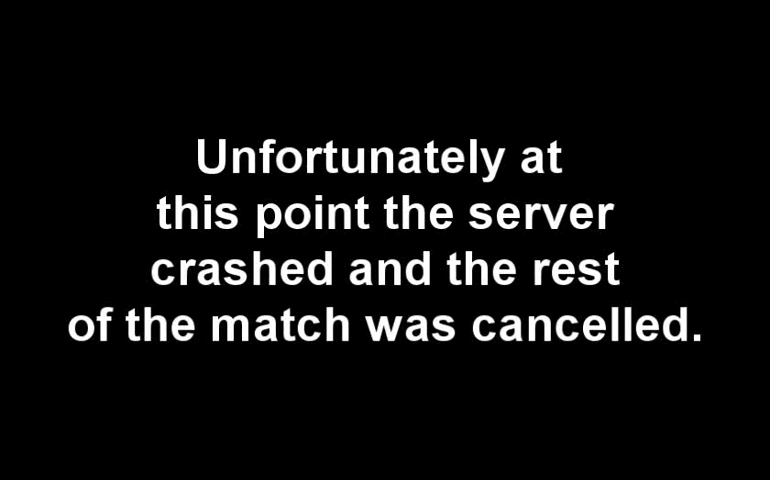 Unfortunately at
this point the server
crashed and the rest
of the match was cancelled.